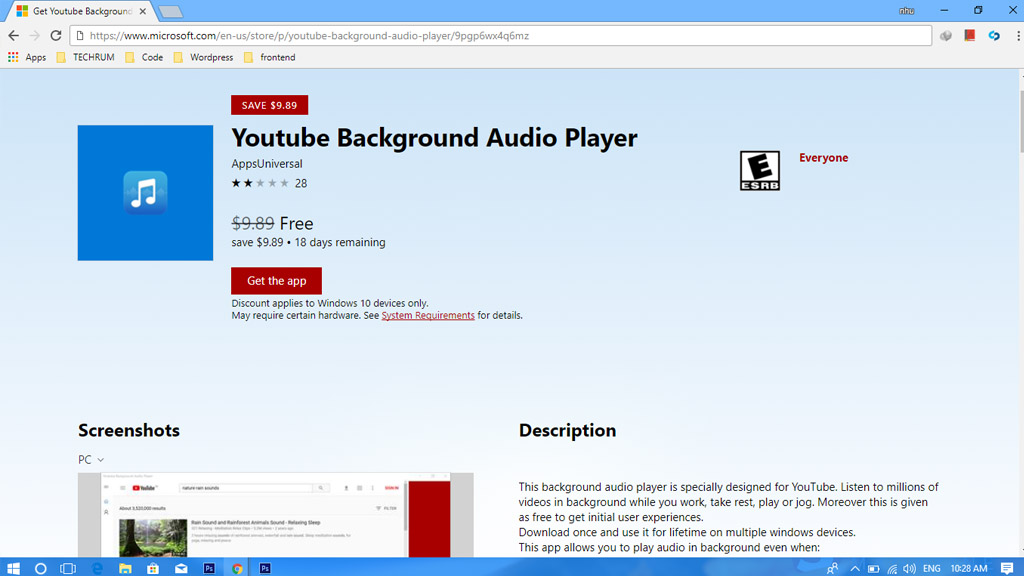 Get Youtube Background
nhu
https://www.microsoft.com/en-us/store/p/youtube-background-audio-player/9pgp6wx4q6mz
Apps TECHRUM Code Wordpress frontend
SAVE $9.89
Youtube Background Audio Player
AppsUniversal
28
E
ESRB
Everyone
$9.89 Free
save $9.89 • 18 days remaining
Get the app
Discount applies to Windows 10 devices only.
May require certain hardware. See System Requirements for details.
Screenshots
PC
YouTube
nature rain sounds
SIGN IN
About 3,520,000 results
FILTER
Rain Sound and Rainforest Animals Sound - Relaxing Sleep
Description
This background audio player is specially designed for YouTube. Listen to millions of
videos in background while you work, take rest, play or jog. Moreover this is given
as free to get initial user experiences.
Download once and use it for lifetime on multiple windows devices.
This app allows you to play audio in background even when:
Ps
Ps
ENG
10:28 AM